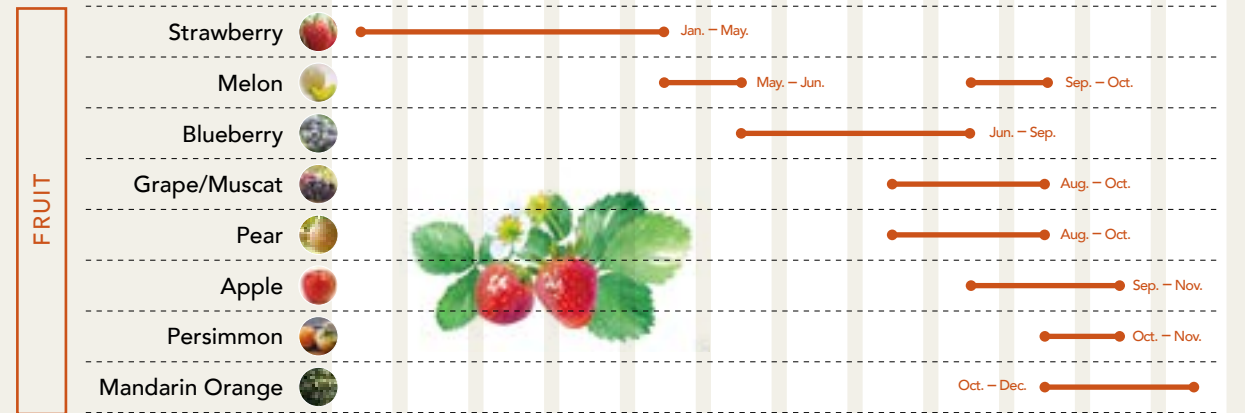 FRUIT
Strawberry Jan. – May.
Melon May. – Jun. Sep. – Oct.
Blueberry Jun. – Sep.
Grape/Muscat Aug. – Oct.
Pear Aug. – Oct.
Apple Sep. – Nov.
Persimmon Oct. – Nov.
Mandarin Orange Oct. – Dec.